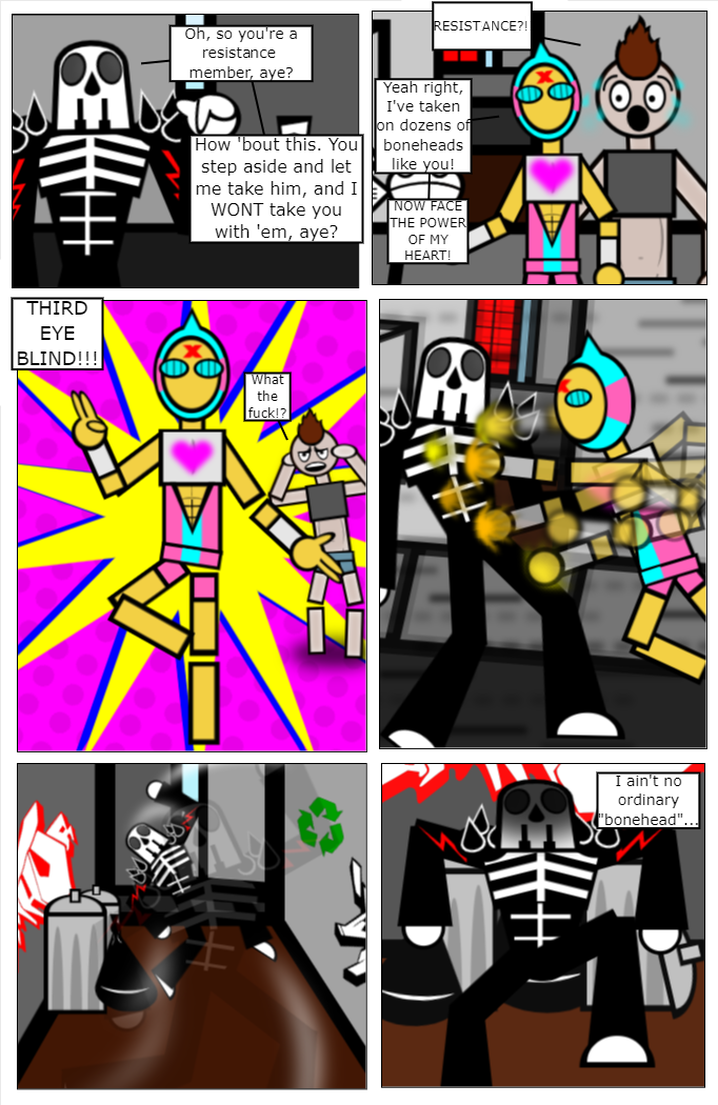 Oh, so you're a
resistance
member, aye?
How 'bout this. You
step aside and let
me take him, and I
WONT take you
with 'em, aye?
RESISTANCE?!
Yeah right,
I've taken
on dozens of
boneheads
like you!
NOW FACE
THE POWER
OF MY
HEART!
THIRD
EYE
BLIND!!!
What
the
fuck!?
I ain't no
ordinary
"bonehead"...